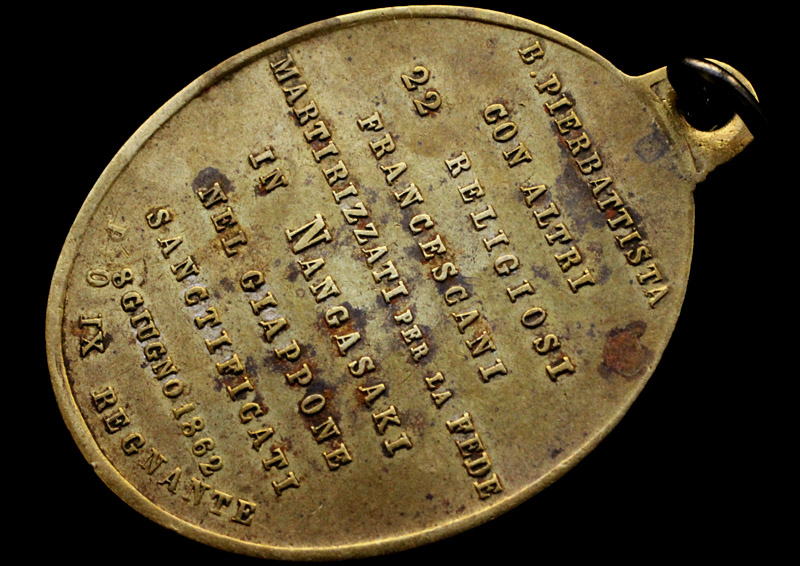 B. PIERBATTISTA
CON ALTRI
22 RELIGIOSI
FRANCESCANI
MARTIRIZZATI PER LA FEDE
IN NANGASAKI
NEL GIAPPONE
SANCTIFICATI
8 GIUGNO 1862
P. O IX REGNANTE